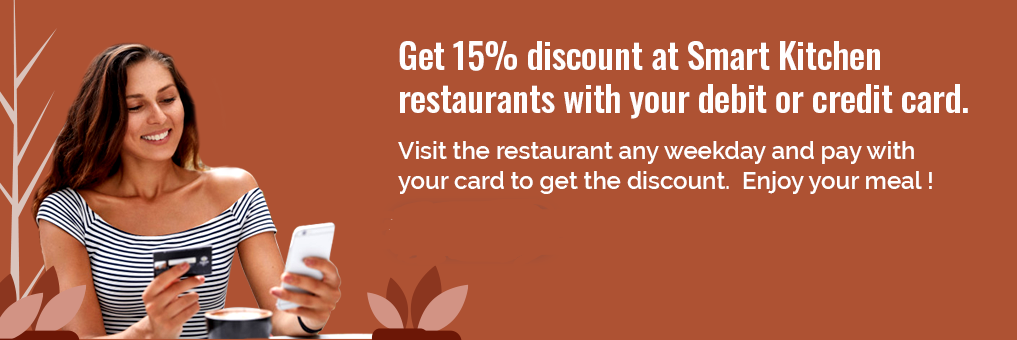 Get 15% discount at Smart Kitchen
restaurants with your debit or credit card.
Visit the restaurant any weekday and pay with
your card to get the discount.  Enjoy your meal !